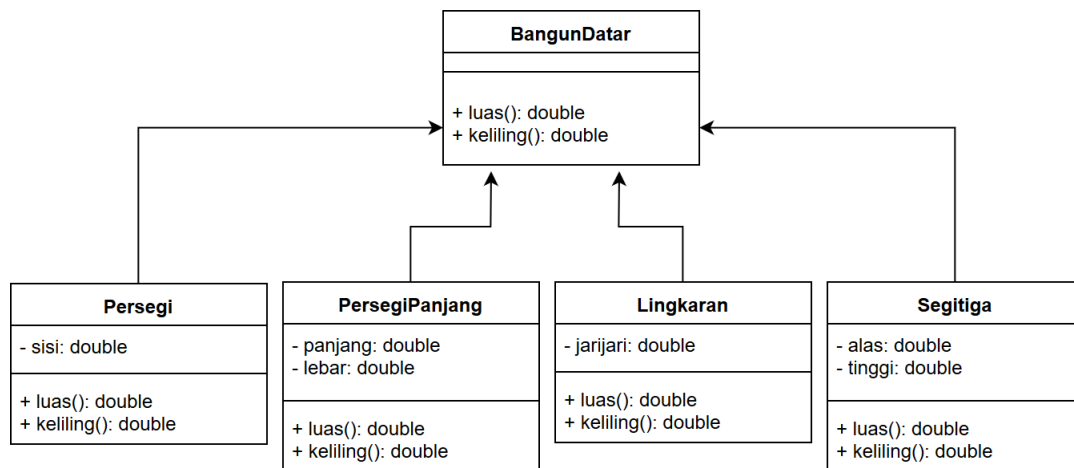 BangunDatar
+ luas(): double
+ keliling(): double
Persegi
- sisi: double
+ luas(): double
+ keliling(): double
PersegiPanjang
- panjang: double
- lebar: double
+ luas(): double
+ keliling(): double
Lingkaran
- jarijari: double
+ luas(): double
+ keliling(): double
Segitiga
- alas: double
- tinggi: double
+ luas(): double
+ keliling(): double